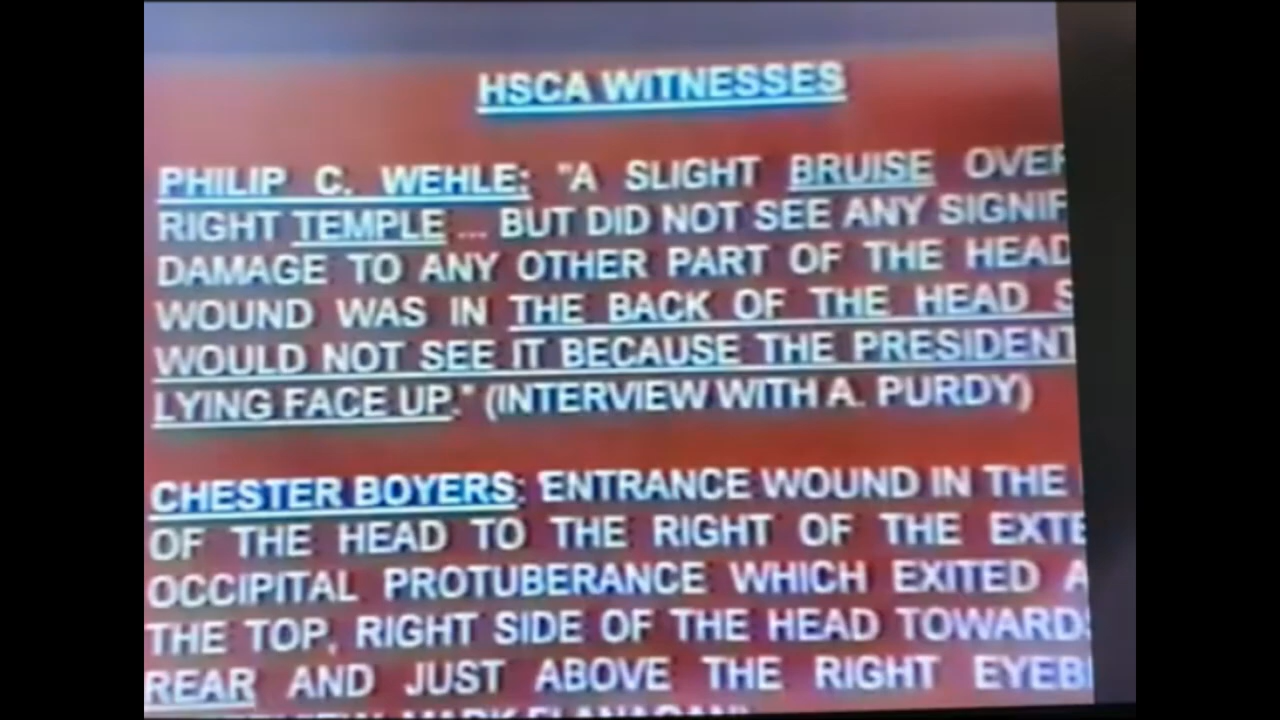 HSCA WITNESSES
PHILIP C. WEHLE: "A SLIGHT BRUISE OVER
RIGHT TEMPLE ... BUT DID NOT SEE ANY SIGNIF
DAMAGE TO ANY OTHER PART OF THE HEAD
WOUND WAS IN THE BACK OF THE HEAD S
WOULD NOT SEE IT BECAUSE THE PRESIDENT
LYING FACE UP." (INTERVIEW WITH A. PURDY)
CHESTER BOYERS: "ENTRANCE WOUND IN THE
OF THE HEAD TO THE RIGHT OF THE EXTE
OCCIPITAL PROTUBERANCE WHICH EXITED A
THE TOP, RIGHT SIDE OF THE HEAD TOWARDS
REAR AND JUST ABOVE THE RIGHT EYEB
MARK FLANAGAN)